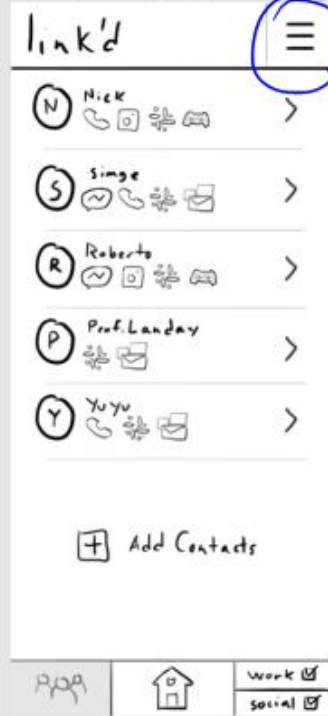 link'd
N Nick
S Simge
R Roberto
P Prof. Landay
Y Yuyu
+ Add Contacts
work
social